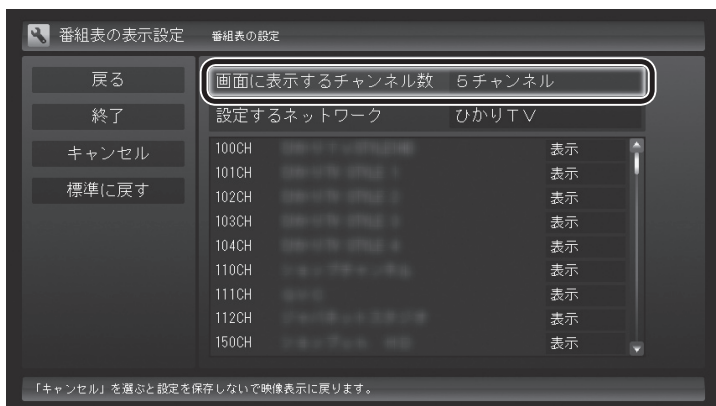 番組表の表示設定 番組表の設定
戻る
終了
キャンセル
標準に戻す
画面に表示するチャンネル数 5チャンネル
設定するネットワーク ひかりTV
100CH 表示
101CH 表示
102CH 表示
103CH 表示
104CH 表示
110CH 表示
111CH 表示
112CH 表示
150CH 表示
「キャンセル」を選ぶと設定を保存しないで映像表示に戻ります。